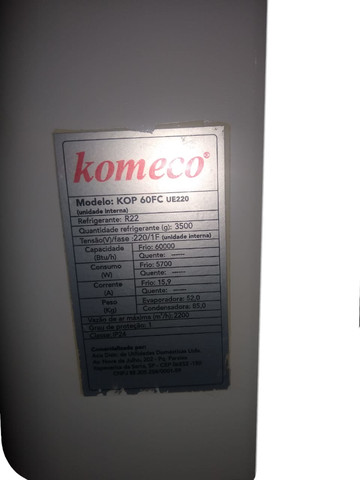 komeco®
Modelo: KOP 60FC UE220
(unidade interna)
Refrigerante: R22
Quantidade refrigerante (g): 3500
Tensão(V)/fase 220/1F (unidade interna)
Capacidade (Btu/h) Frio: 60000
Quente: -----
Consumo (W) Frio: 5700
Quente: -----
Corrente (A) Frio: 15,9
Quente: -----
Peso (Kg) Evaporadora: 52,0
Condensadora: 85,0
Vazão de ar máxima (m³/h): 2200
Grau de proteção: 1
Classe IP24
Comercializado por: